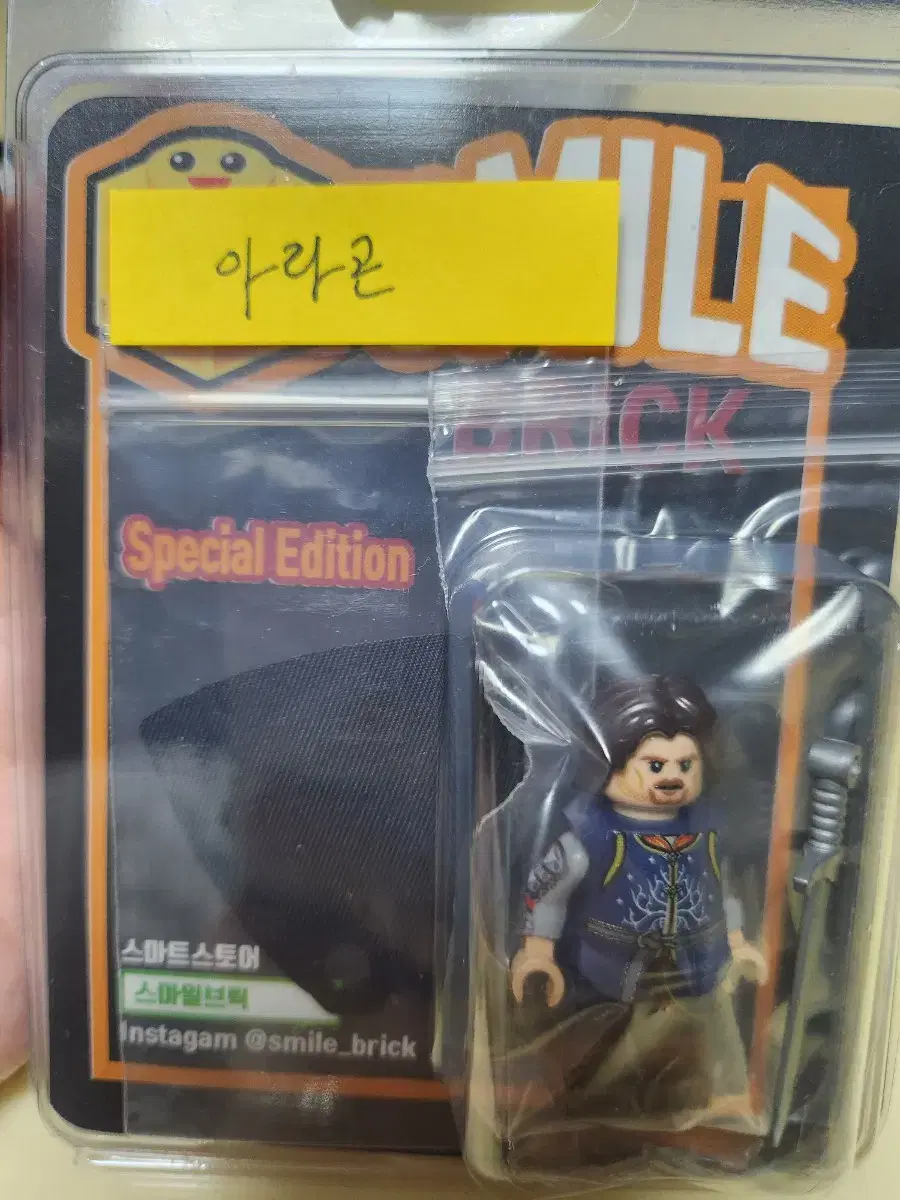 MILE
아라곤
BRICK
Special Edition
스마트스토어
스마일브릭
Instagam @smile_brick